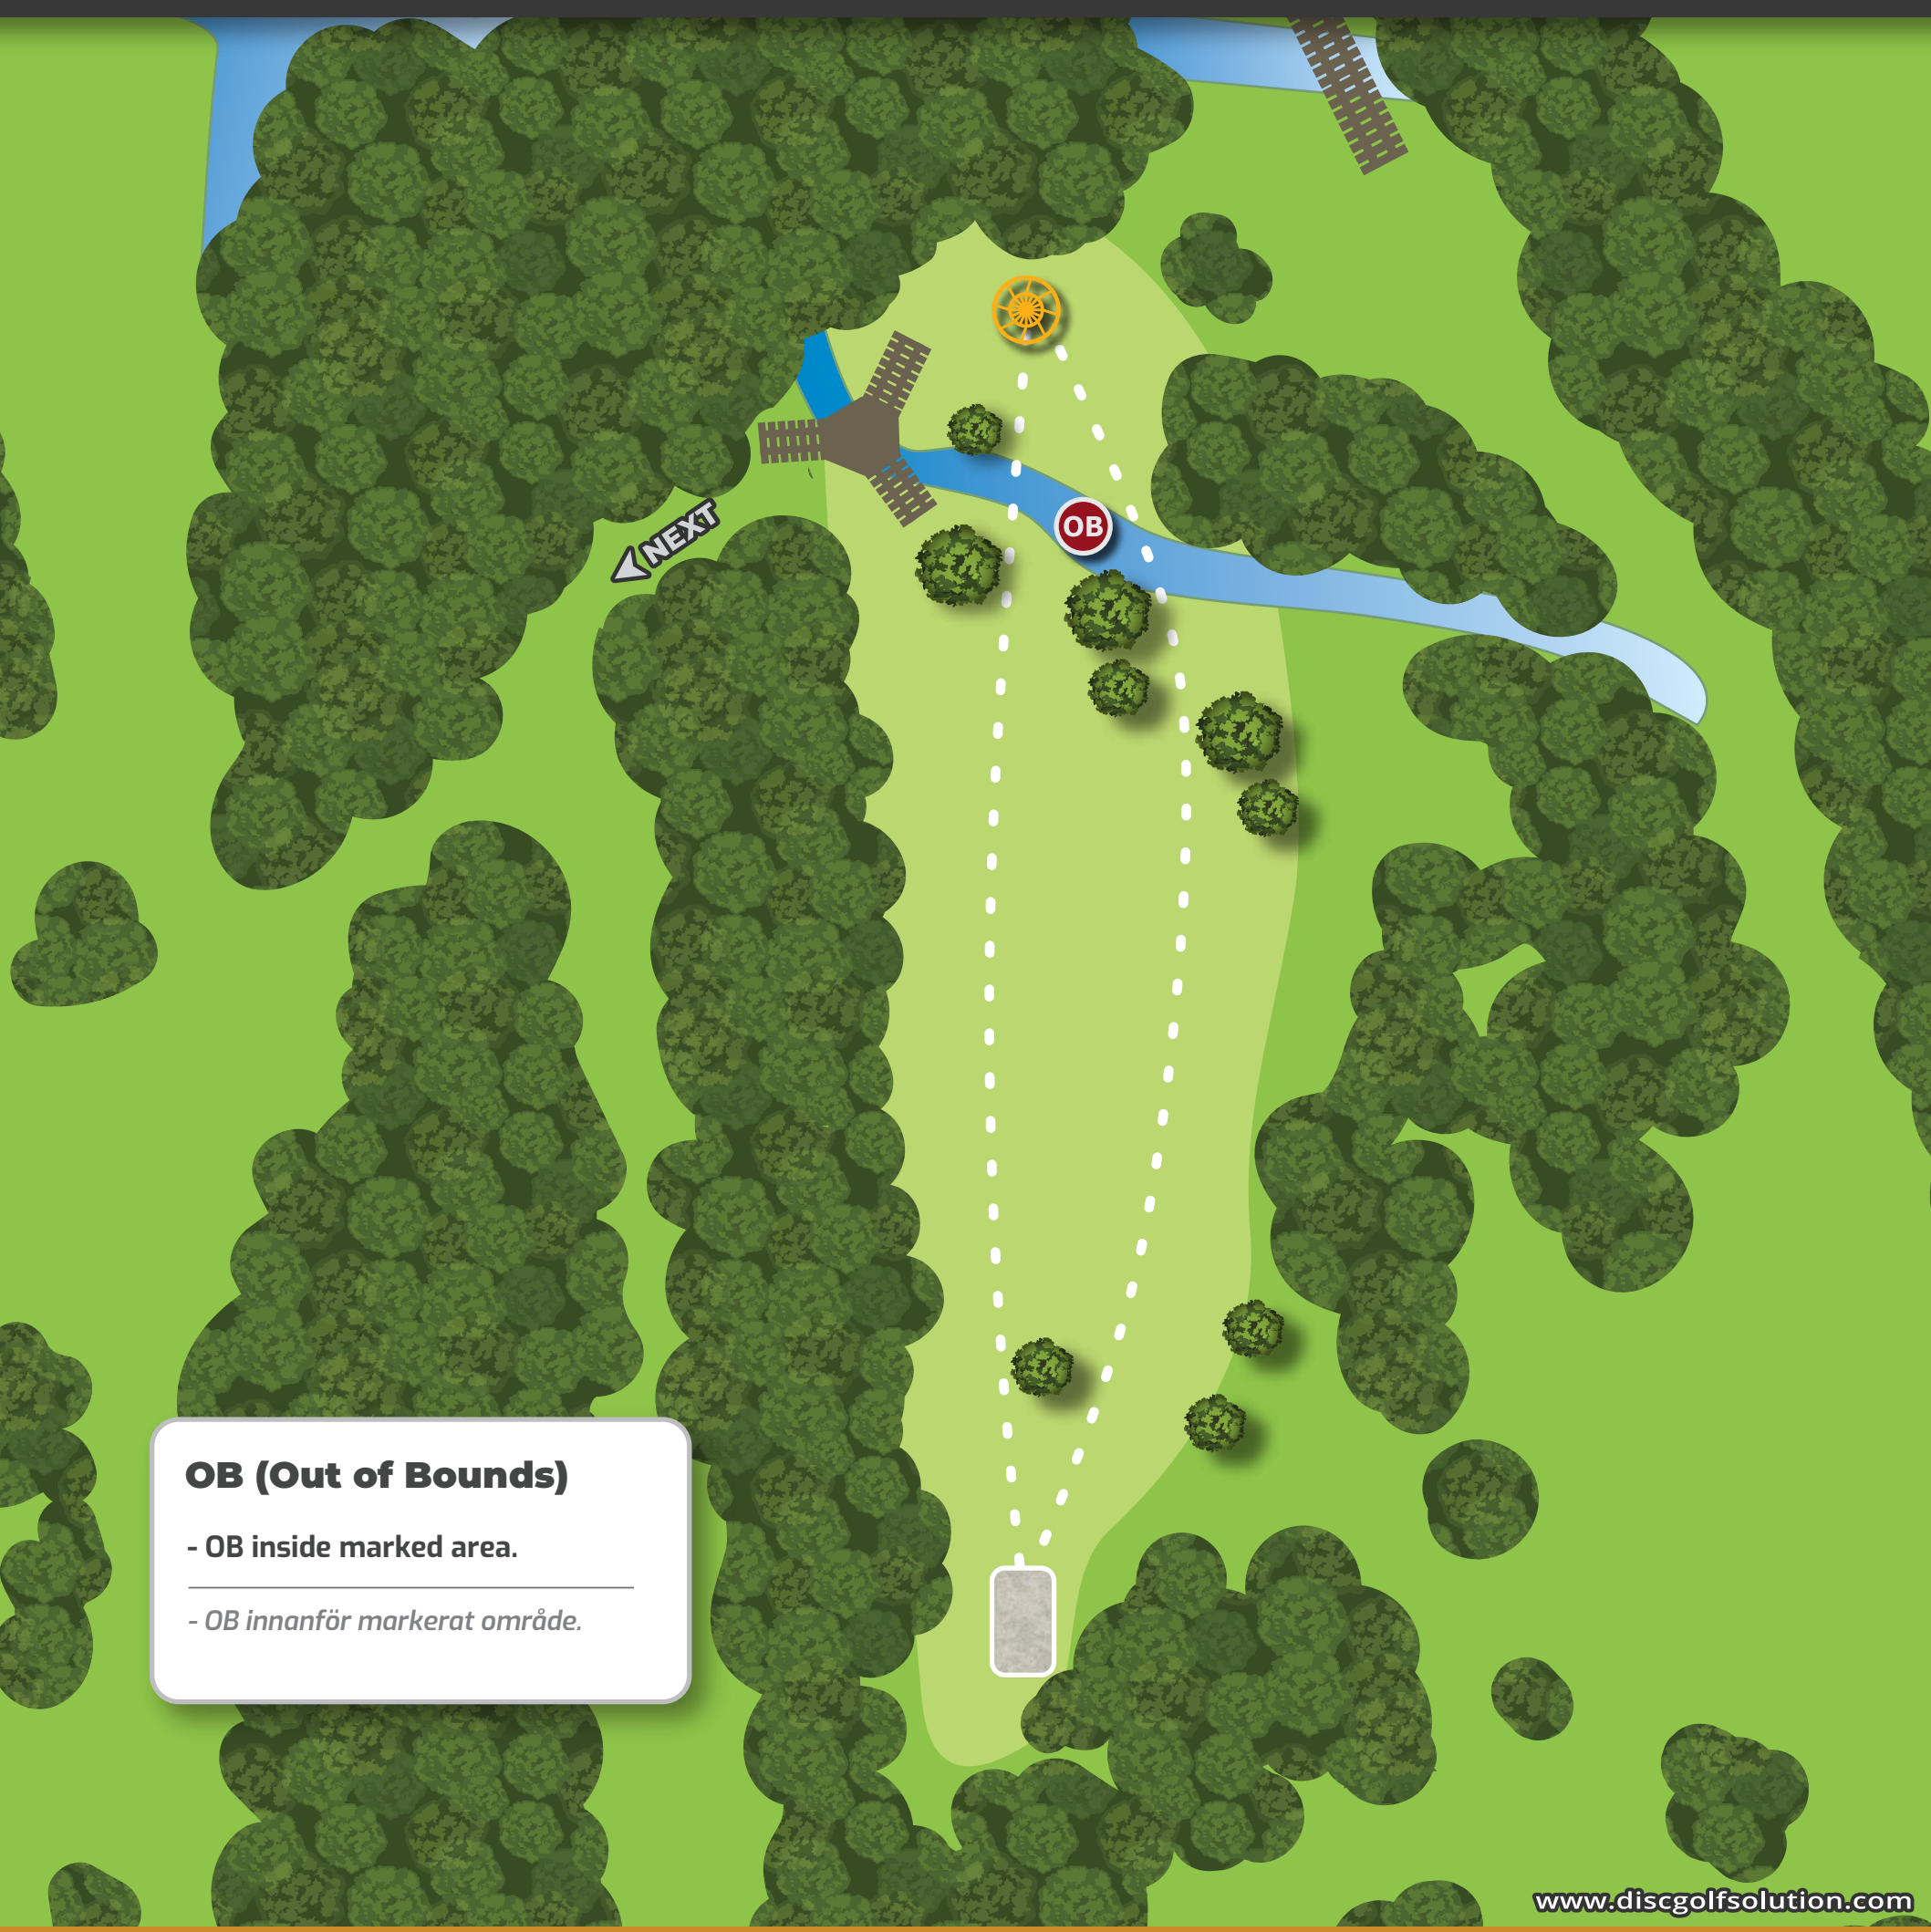 OB
NEXT
OB (Out of Bounds)
- OB inside marked area.
- OB innanför markerat område.
www.discgolfsolution.com